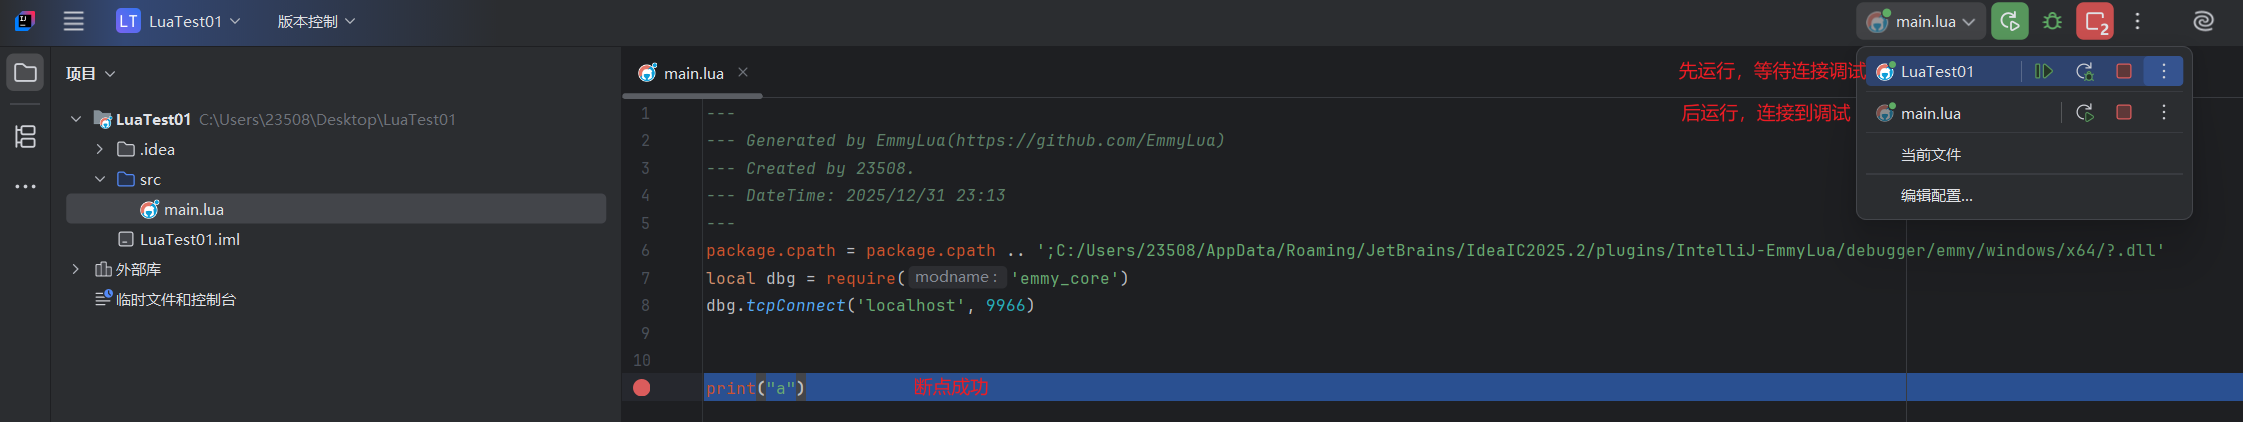 LT LuaTest01 版本控制 main.lua 2
项目
main.lua
先运行，等待连接调试
LuaTest01
LuaTest01 C:\Users\23508\Desktop\LuaTest01
.idea
src
main.lua
LuaTest01.iml
外部库
临时文件和控制台
后运行，连接到调试
main.lua
当前文件
编辑配置...
1 ---
2 --- Generated by EmmyLua(https://github.com/EmmyLua)
3 --- Created by 23508.
4 --- DateTime: 2025/12/31 23:13
5 ---
6 package.cpath = package.cpath .. ';C:/Users/23508/AppData/Roaming/JetBrains/IdeaIC2025.2/plugins/IntelliJ-EmmyLua/debugger/emmy/windows/x64/?.dll'
7 local dbg = require( modname: 'emmy_core')
8 dbg.tcpConnect('localhost', 9966)
9
10
print("a") 断点成功